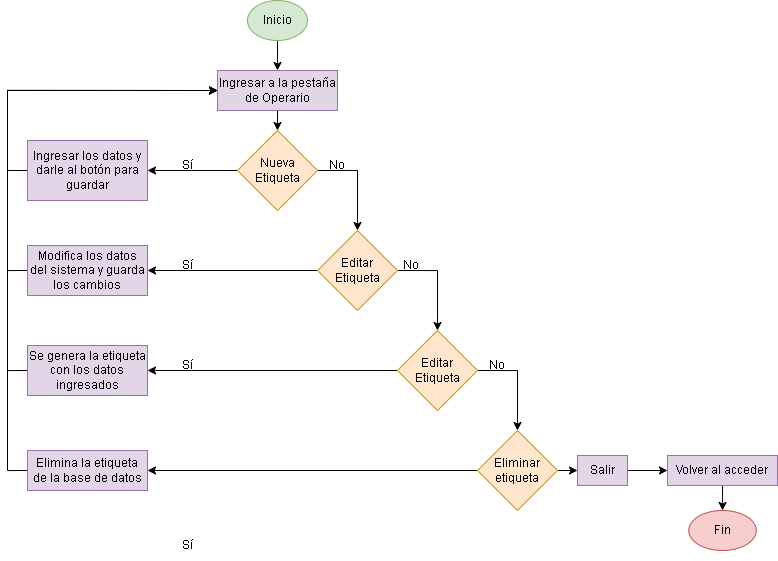 Inicio
Ingresar a la pestaña
de Operario
Ingresar los datos y
darle al botón para
guardar
Sí
Nueva
Etiqueta
No
Modifica los datos
del sistema y guarda
los cambios
Sí
Editar
Etiqueta
No
Se genera la etiqueta
con los datos
ingresados
Sí
Editar
Etiqueta
No
Elimina la etiqueta
de la base de datos
Eliminar
etiqueta
Salir
Volver al acceder
Fin
Sí